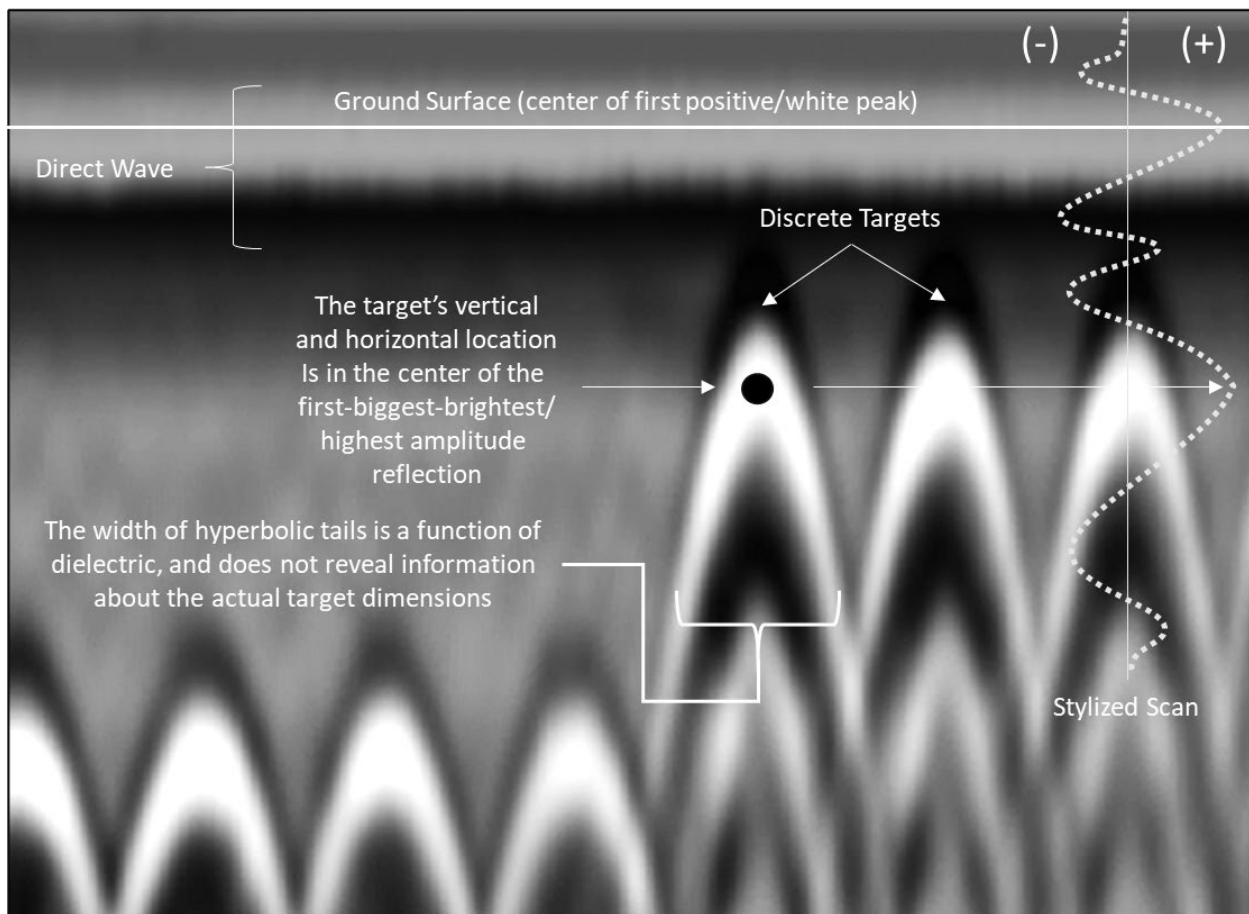 (-)
(+)
Ground Surface (center of first positive/white peak)
Direct Wave
Discrete Targets
The target's vertical
and horizontal location
Is in the center of the
first-biggest-brightest/
highest amplitude
reflection
The width of hyperbolic tails is a function of
dielectric, and does not reveal information
about the actual target dimensions
Stylized Scan